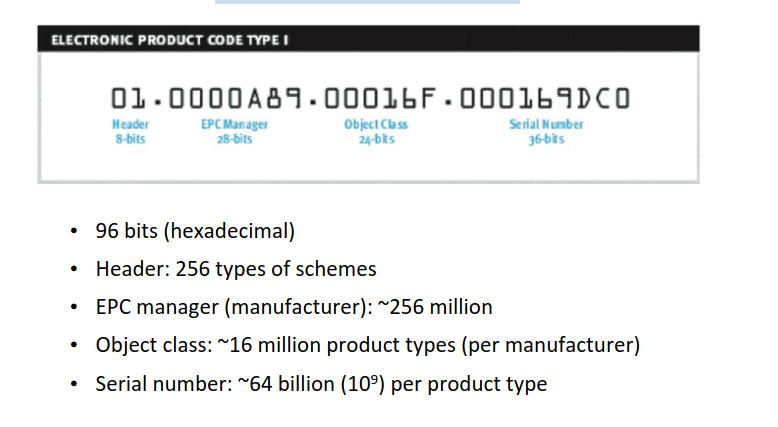 ELECTRONIC PRODUCT CODE TYPE I
01.0000A89.00016F.000169DC0
Header EPC Manager Object Class Serial Number
8-bits 28-bits 24-bits 36-bits
• 96 bits (hexadecimal)
• Header: 256 types of schemes
• EPC manager (manufacturer): ~256 million
• Object class: ~16 million product types (per manufacturer)
• Serial number: ~64 billion (10⁹) per product type